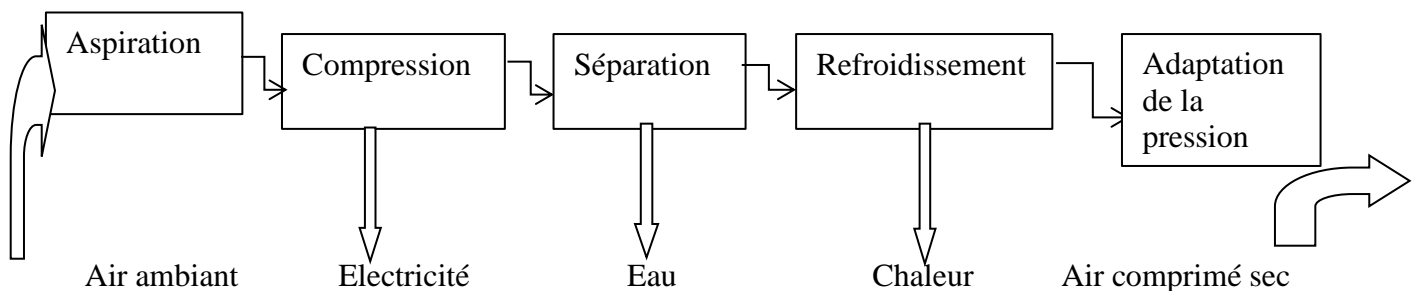 Aspiration
Compression
Séparation
Refroidissement
Adaptation
de la
pression
Air ambiant
Electricité
Eau
Chaleur
Air comprimé sec